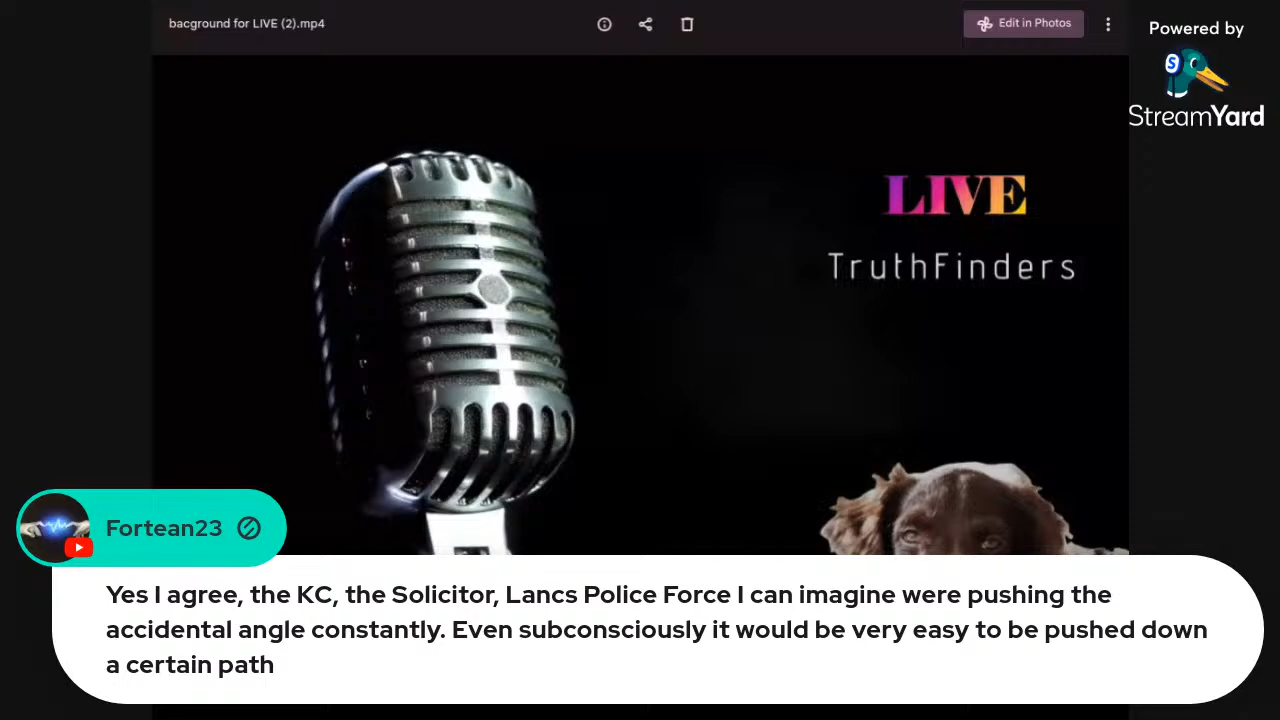 bacground for LIVE (2).mp4
Edit in Photos
Powered by
StreamYard
LIVE
TruthFinders
Fortean23
Yes I agree, the KC, the Solicitor, Lancs Police Force I can imagine were pushing the
accidental angle constantly. Even subconsciously it would be very easy to be pushed down
a certain path